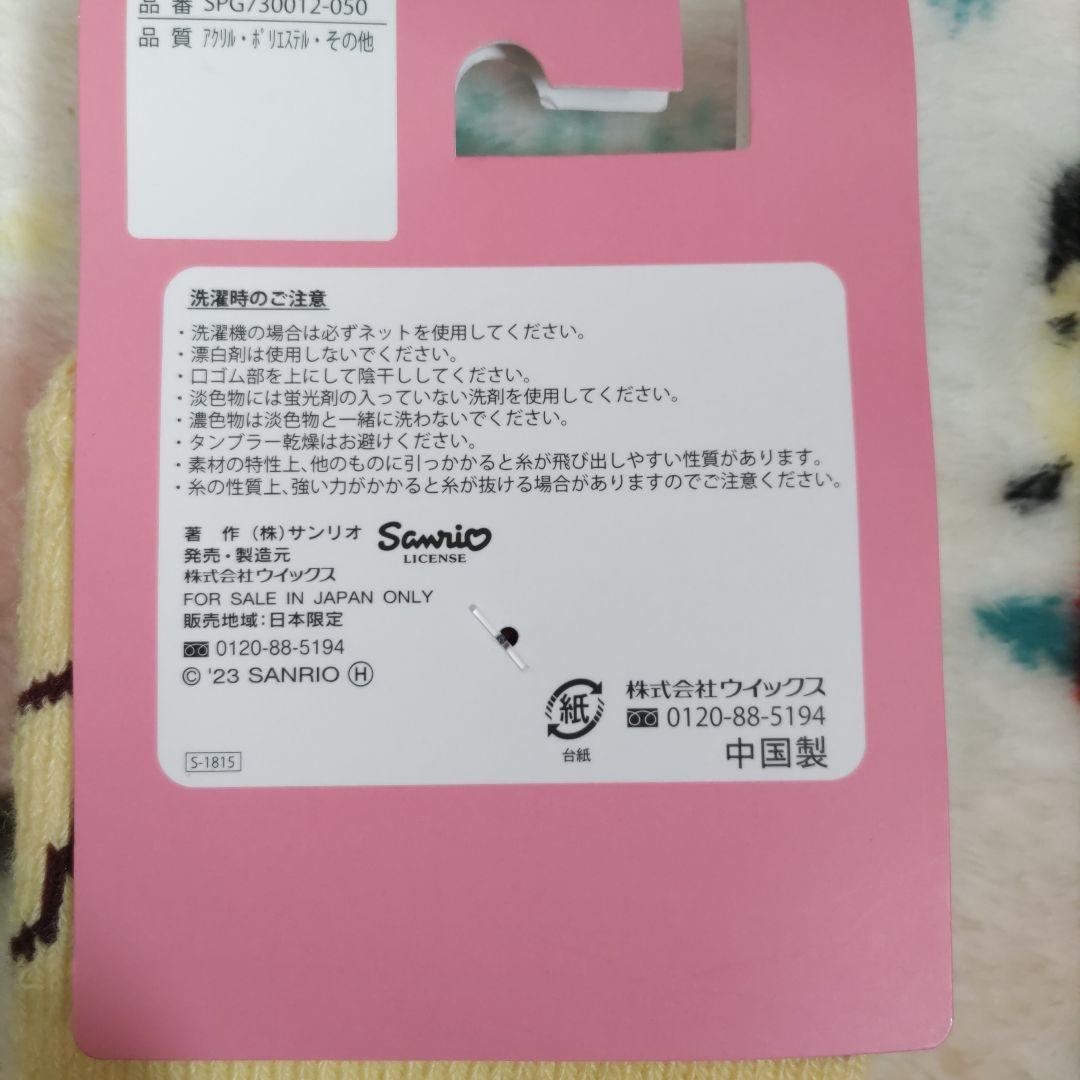 品番 SPG730012-050
品質 ｱｸﾘﾙ・ﾎﾟﾘｴｽﾃﾙ・その他
洗濯時のご注意
・洗濯機の場合は必ずネットを使用してください。
・漂白剤は使用しないでください。
・口ゴム部を上にして陰干ししてください。
・淡色物には蛍光剤の入っていない洗剤を使用してください。
・濃色物は淡色物と一緒に洗わないでください。
・タンブラー乾燥はお避けください。
・素材の特性上、他のものに引っかかると糸が飛び出しやすい性質があります。
・糸の性質上、強い力がかかると糸が抜ける場合がありますのでご注意ください。
著　作（株）サンリオ
Sanrio
LICENSE
発売・製造元
株式会社ウイックス
FOR SALE IN JAPAN ONLY
販売地域：日本限定
0120-88-5194
© '23 SANRIO Ⓗ
S-1815
紙
台紙
株式会社ウイックス
0120-88-5194
中国製